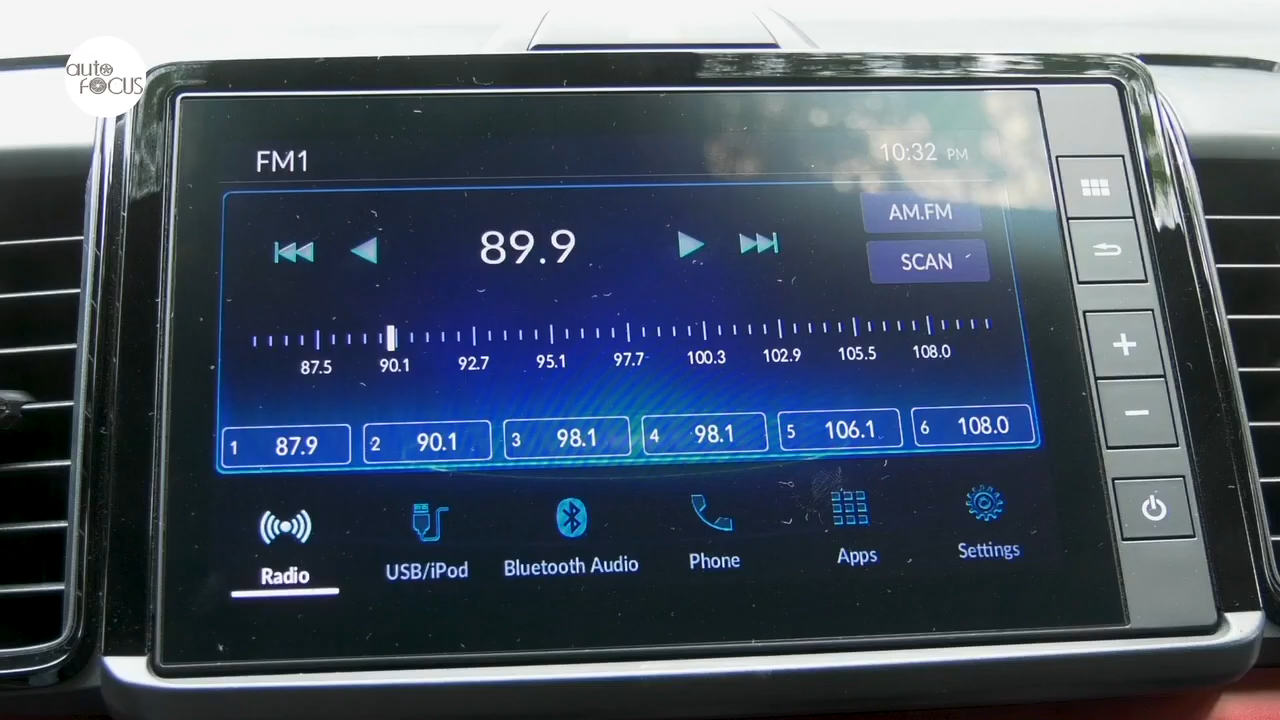 auto
FOCUS
FM1
10:32 PM
AM.FM
89.9
SCAN
87.5 90.1 92.7 95.1 97.7 100.3 102.9 105.5 108.0
1 87.9 2 90.1 3 98.1 4 98.1 5 106.1 6 108.0
Radio USB/iPod Bluetooth Audio Phone Apps Settings